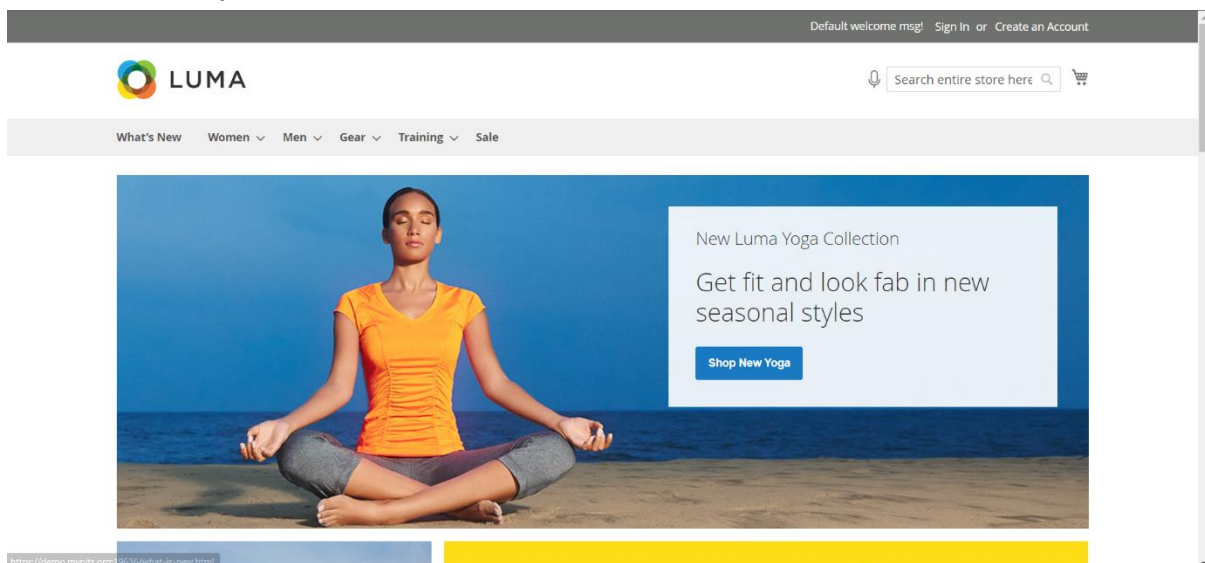 Default welcome msg! Sign In or Create an Account
LUMA
Search entire store here
What's New Women Men Gear Training Sale
New Luma Yoga Collection
Get fit and look fab in new
seasonal styles
Shop New Yoga